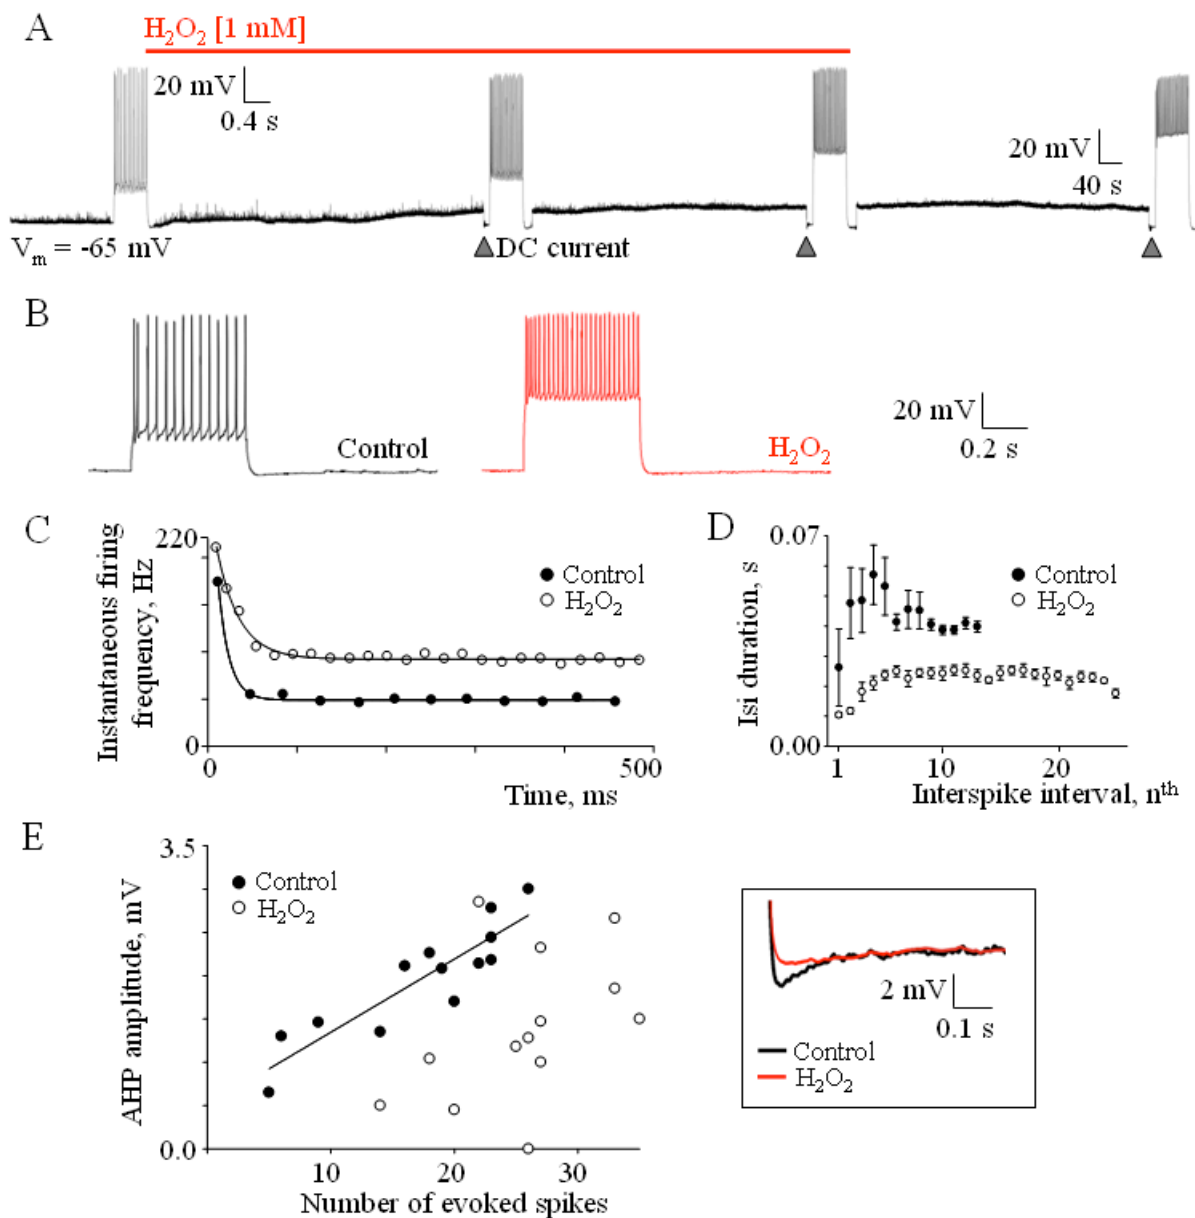 A
H₂O₂ [1 mM]
20 mV
0.4 s
20 mV
40 s
Vₘ = -65 mV
DC current
B
Control
H₂O₂
20 mV
0.2 s
C
Instantaneous firing
frequency, Hz
220
0
Control
H₂O₂
0
500
Time, ms
D
Isi duration, s
0.07
0.00
Control
H₂O₂
1
10
20
Interspike interval, nᵗʰ
E
AHP amplitude, mV
3.5
0.0
Control
H₂O₂
10
20
30
Number of evoked spikes
2 mV
0.1 s
Control
H₂O₂